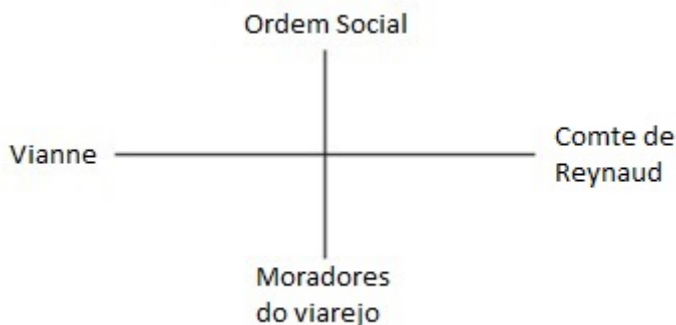 Ordem Social
Vianne
Comte de
Reynaud
Moradores
do viarejo